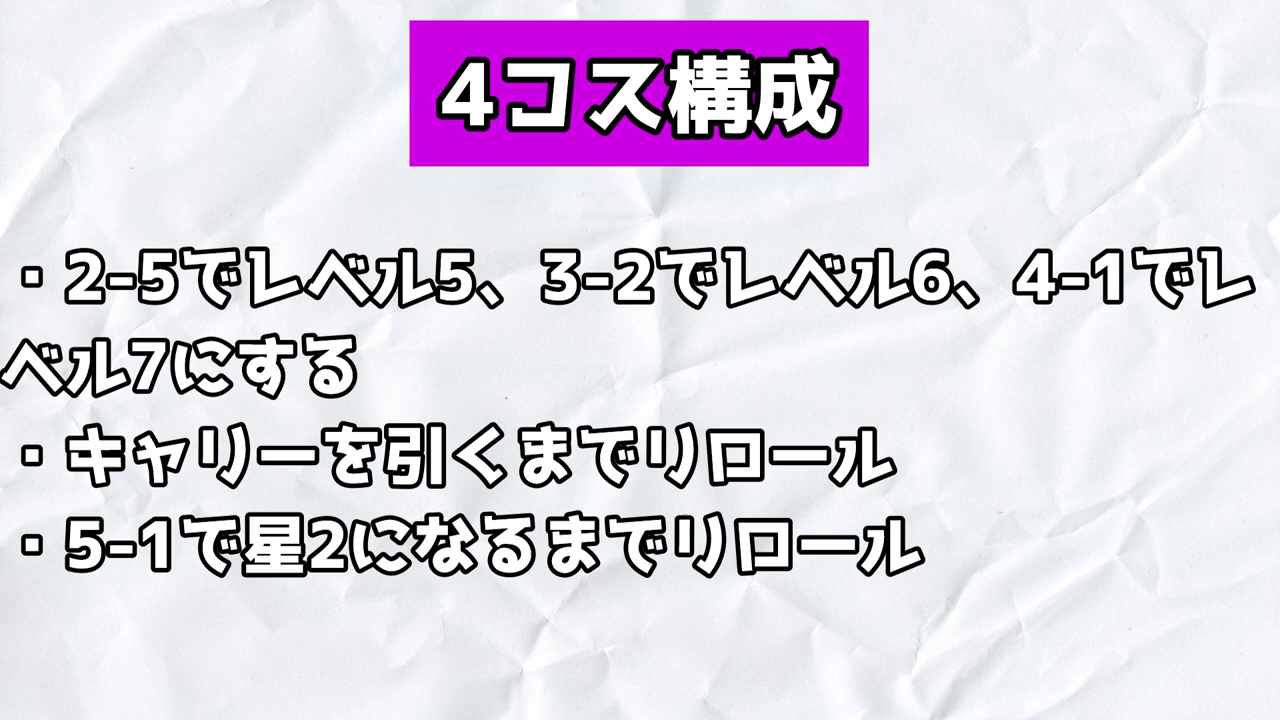 4コス構成
・2-5でレベル5、3-2でレベル6、4-1でレ
ベル7にする
・キャリーを引くまでリロール
・5-1で星2になるまでリロール